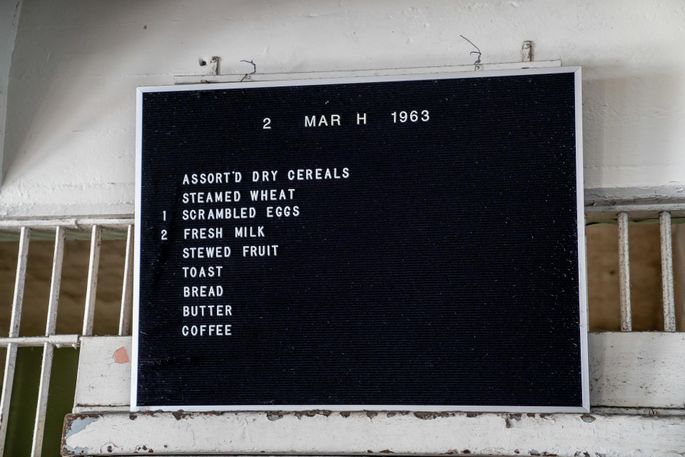 2 MAR H 1963
ASSORT'D DRY CEREALS
STEAMED WHEAT
1 SCRAMBLED EGGS
2 FRESH MILK
STEWED FRUIT
TOAST
BREAD
BUTTER
COFFEE